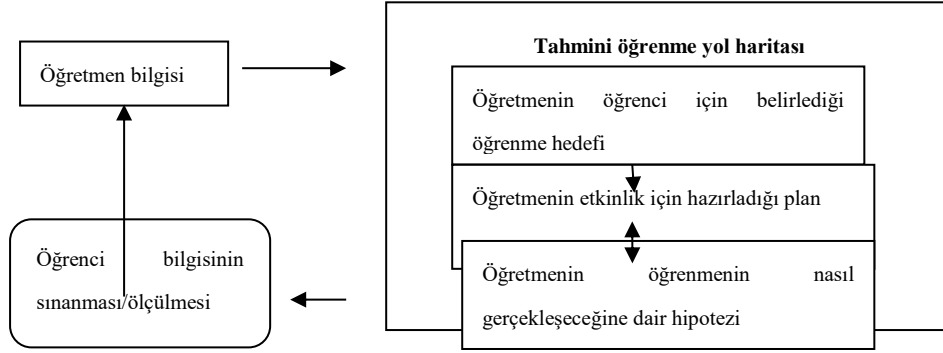 Öğretmen bilgisi
Tahmini öğrenme yol haritası
Öğretmenin öğrenci için belirlediği
öğrenme hedefi
Öğretmenin etkinlik için hazırladığı plan
Öğretmenin öğrenmenin nasıl
gerçekleşeceğine dair hipotezi
Öğrenci bilgisinin
sınanması/ölçülmesi